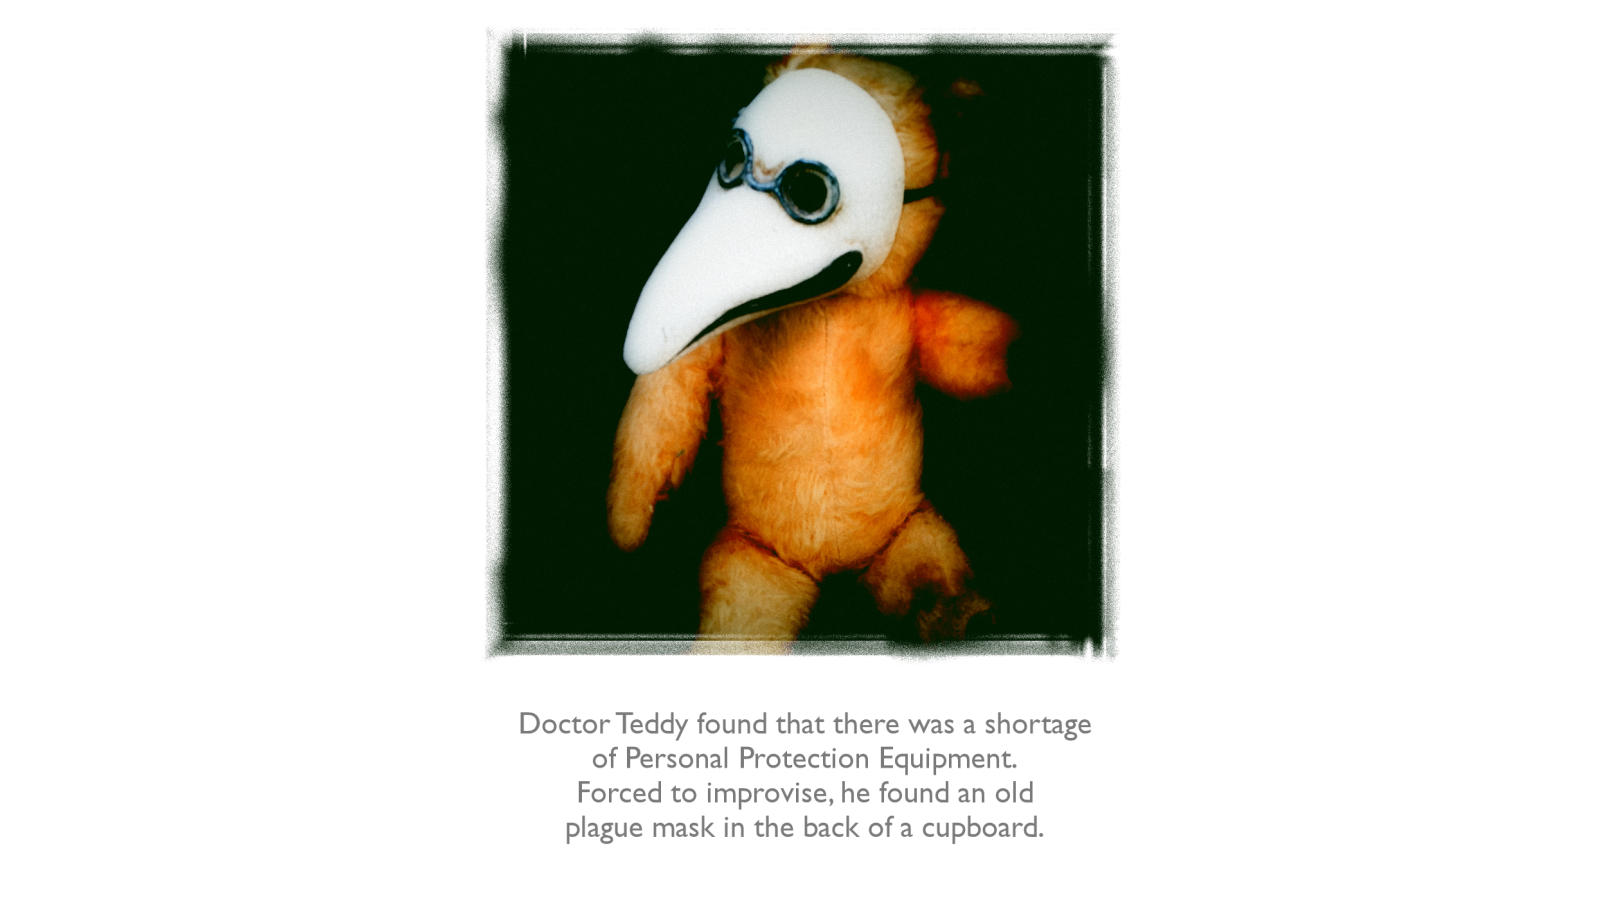 Doctor Teddy found that there was a shortage
of Personal Protection Equipment.
Forced to improvise, he found an old
plague mask in the back of a cupboard.